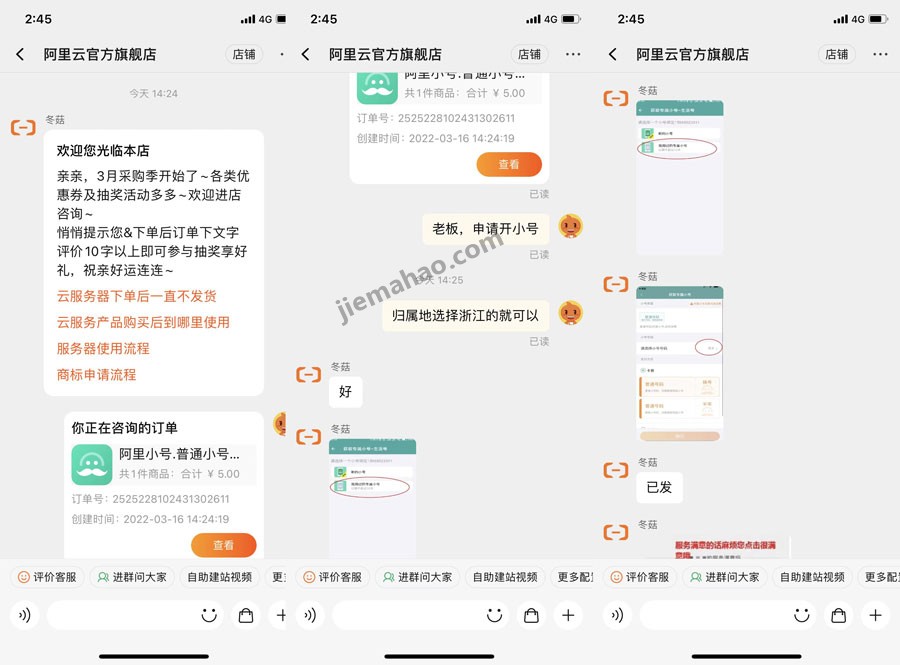 2:45
4G
阿里云官方旗舰店
店铺
今天 14:24
冬菇
欢迎您光临本店
亲亲，3月采购季开始了~各类优
惠券及抽奖活动多多~欢迎进店
咨询~
悄悄提示您&下单后订单下文字
评价10字以上即可参与抽奖享好
礼，祝亲好运连连~
云服务器下单后一直不发货
云服务产品购买后到哪里使用
服务器使用流程
商标申请流程
你正在咨询的订单
阿里小号.普通小号...
共1件商品：合计 ¥ 5.00
订单号：2525228102431302611
创建时间：2022-03-16 14:24:19
查看
评价客服
进群问大家
自助建站视频
更
2:45
4G
阿里云官方旗舰店
店铺
阿里小号.普通小号...
共1件商品：合计 ¥ 5.00
订单号：2525228102431302611
创建时间：2022-03-16 14:24:19
查看
已读
老板，申请开小号
已读
今天 14:25
归属地选择浙江的就可以
已读
冬菇
好
冬菇
评价客服
进群问大家
自助建站视频
更多配
2:45
4G
阿里云官方旗舰店
店铺
冬菇
冬菇
冬菇
已发
冬菇
服务满意的话麻烦您点击很满
评价客服
进群问大家
自助建站视频
更多配
jiemahao.com